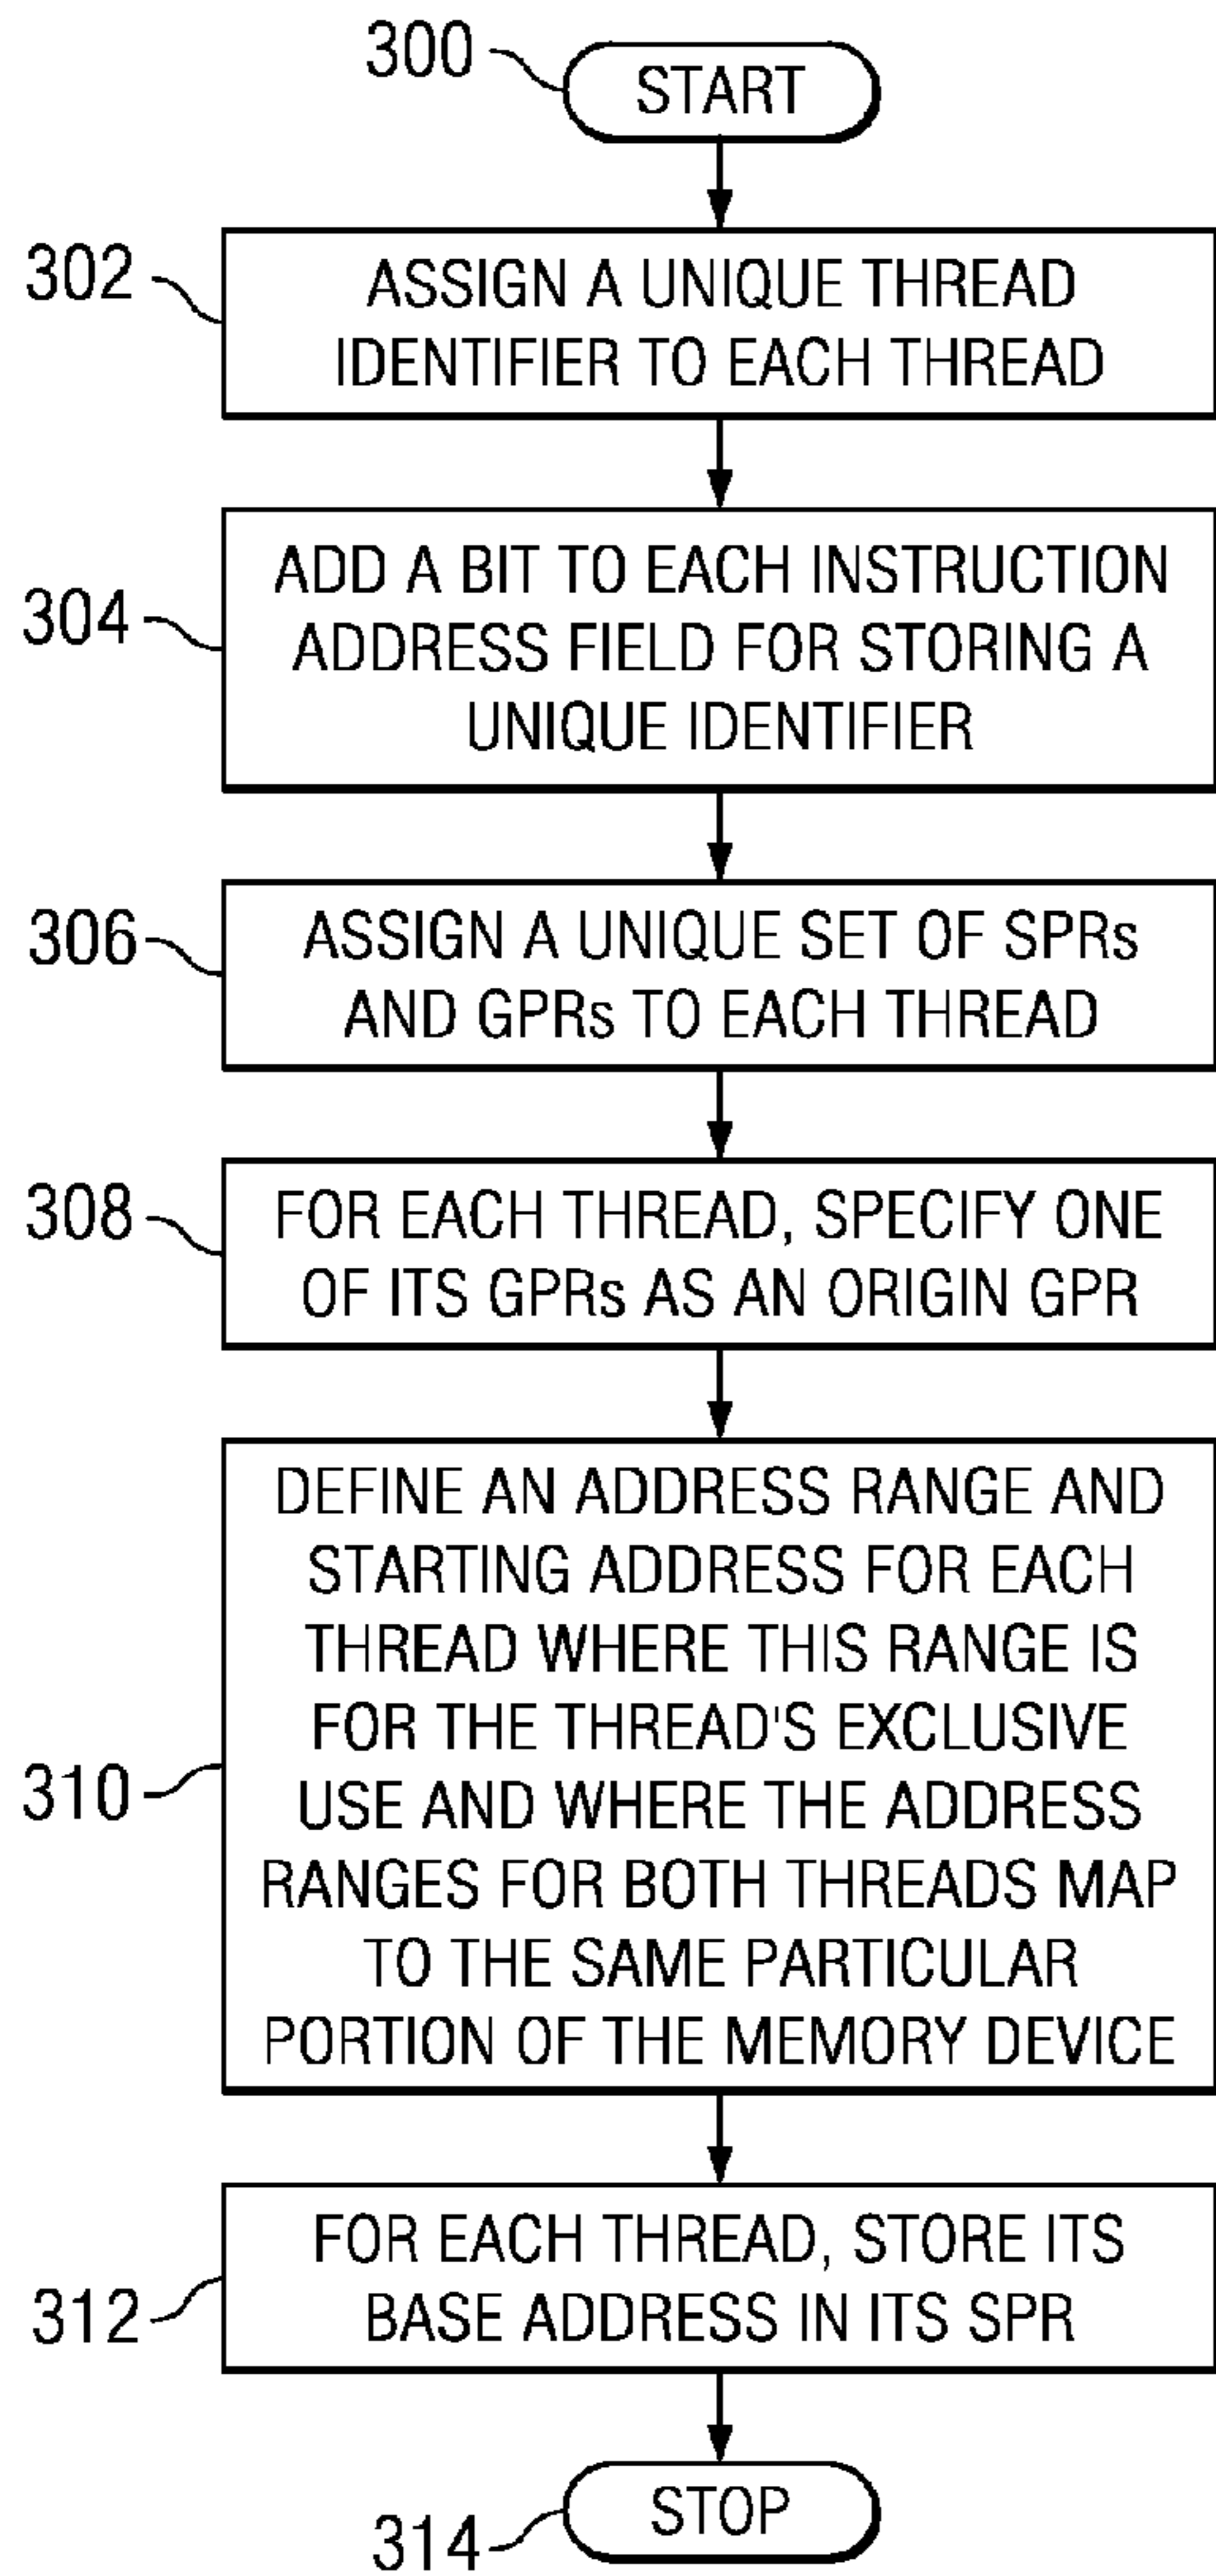 300
START
302
ASSIGN A UNIQUE THREAD
IDENTIFIER TO EACH THREAD
304
ADD A BIT TO EACH INSTRUCTION
ADDRESS FIELD FOR STORING A
UNIQUE IDENTIFIER
306
ASSIGN A UNIQUE SET OF SPRs
AND GPRs TO EACH THREAD
308
FOR EACH THREAD, SPECIFY ONE
OF ITS GPRs AS AN ORIGIN GPR
310
DEFINE AN ADDRESS RANGE AND
STARTING ADDRESS FOR EACH
THREAD WHERE THIS RANGE IS
FOR THE THREAD'S EXCLUSIVE
USE AND WHERE THE ADDRESS
RANGES FOR BOTH THREADS MAP
TO THE SAME PARTICULAR
PORTION OF THE MEMORY DEVICE
312
FOR EACH THREAD, STORE ITS
BASE ADDRESS IN ITS SPR
314
STOP